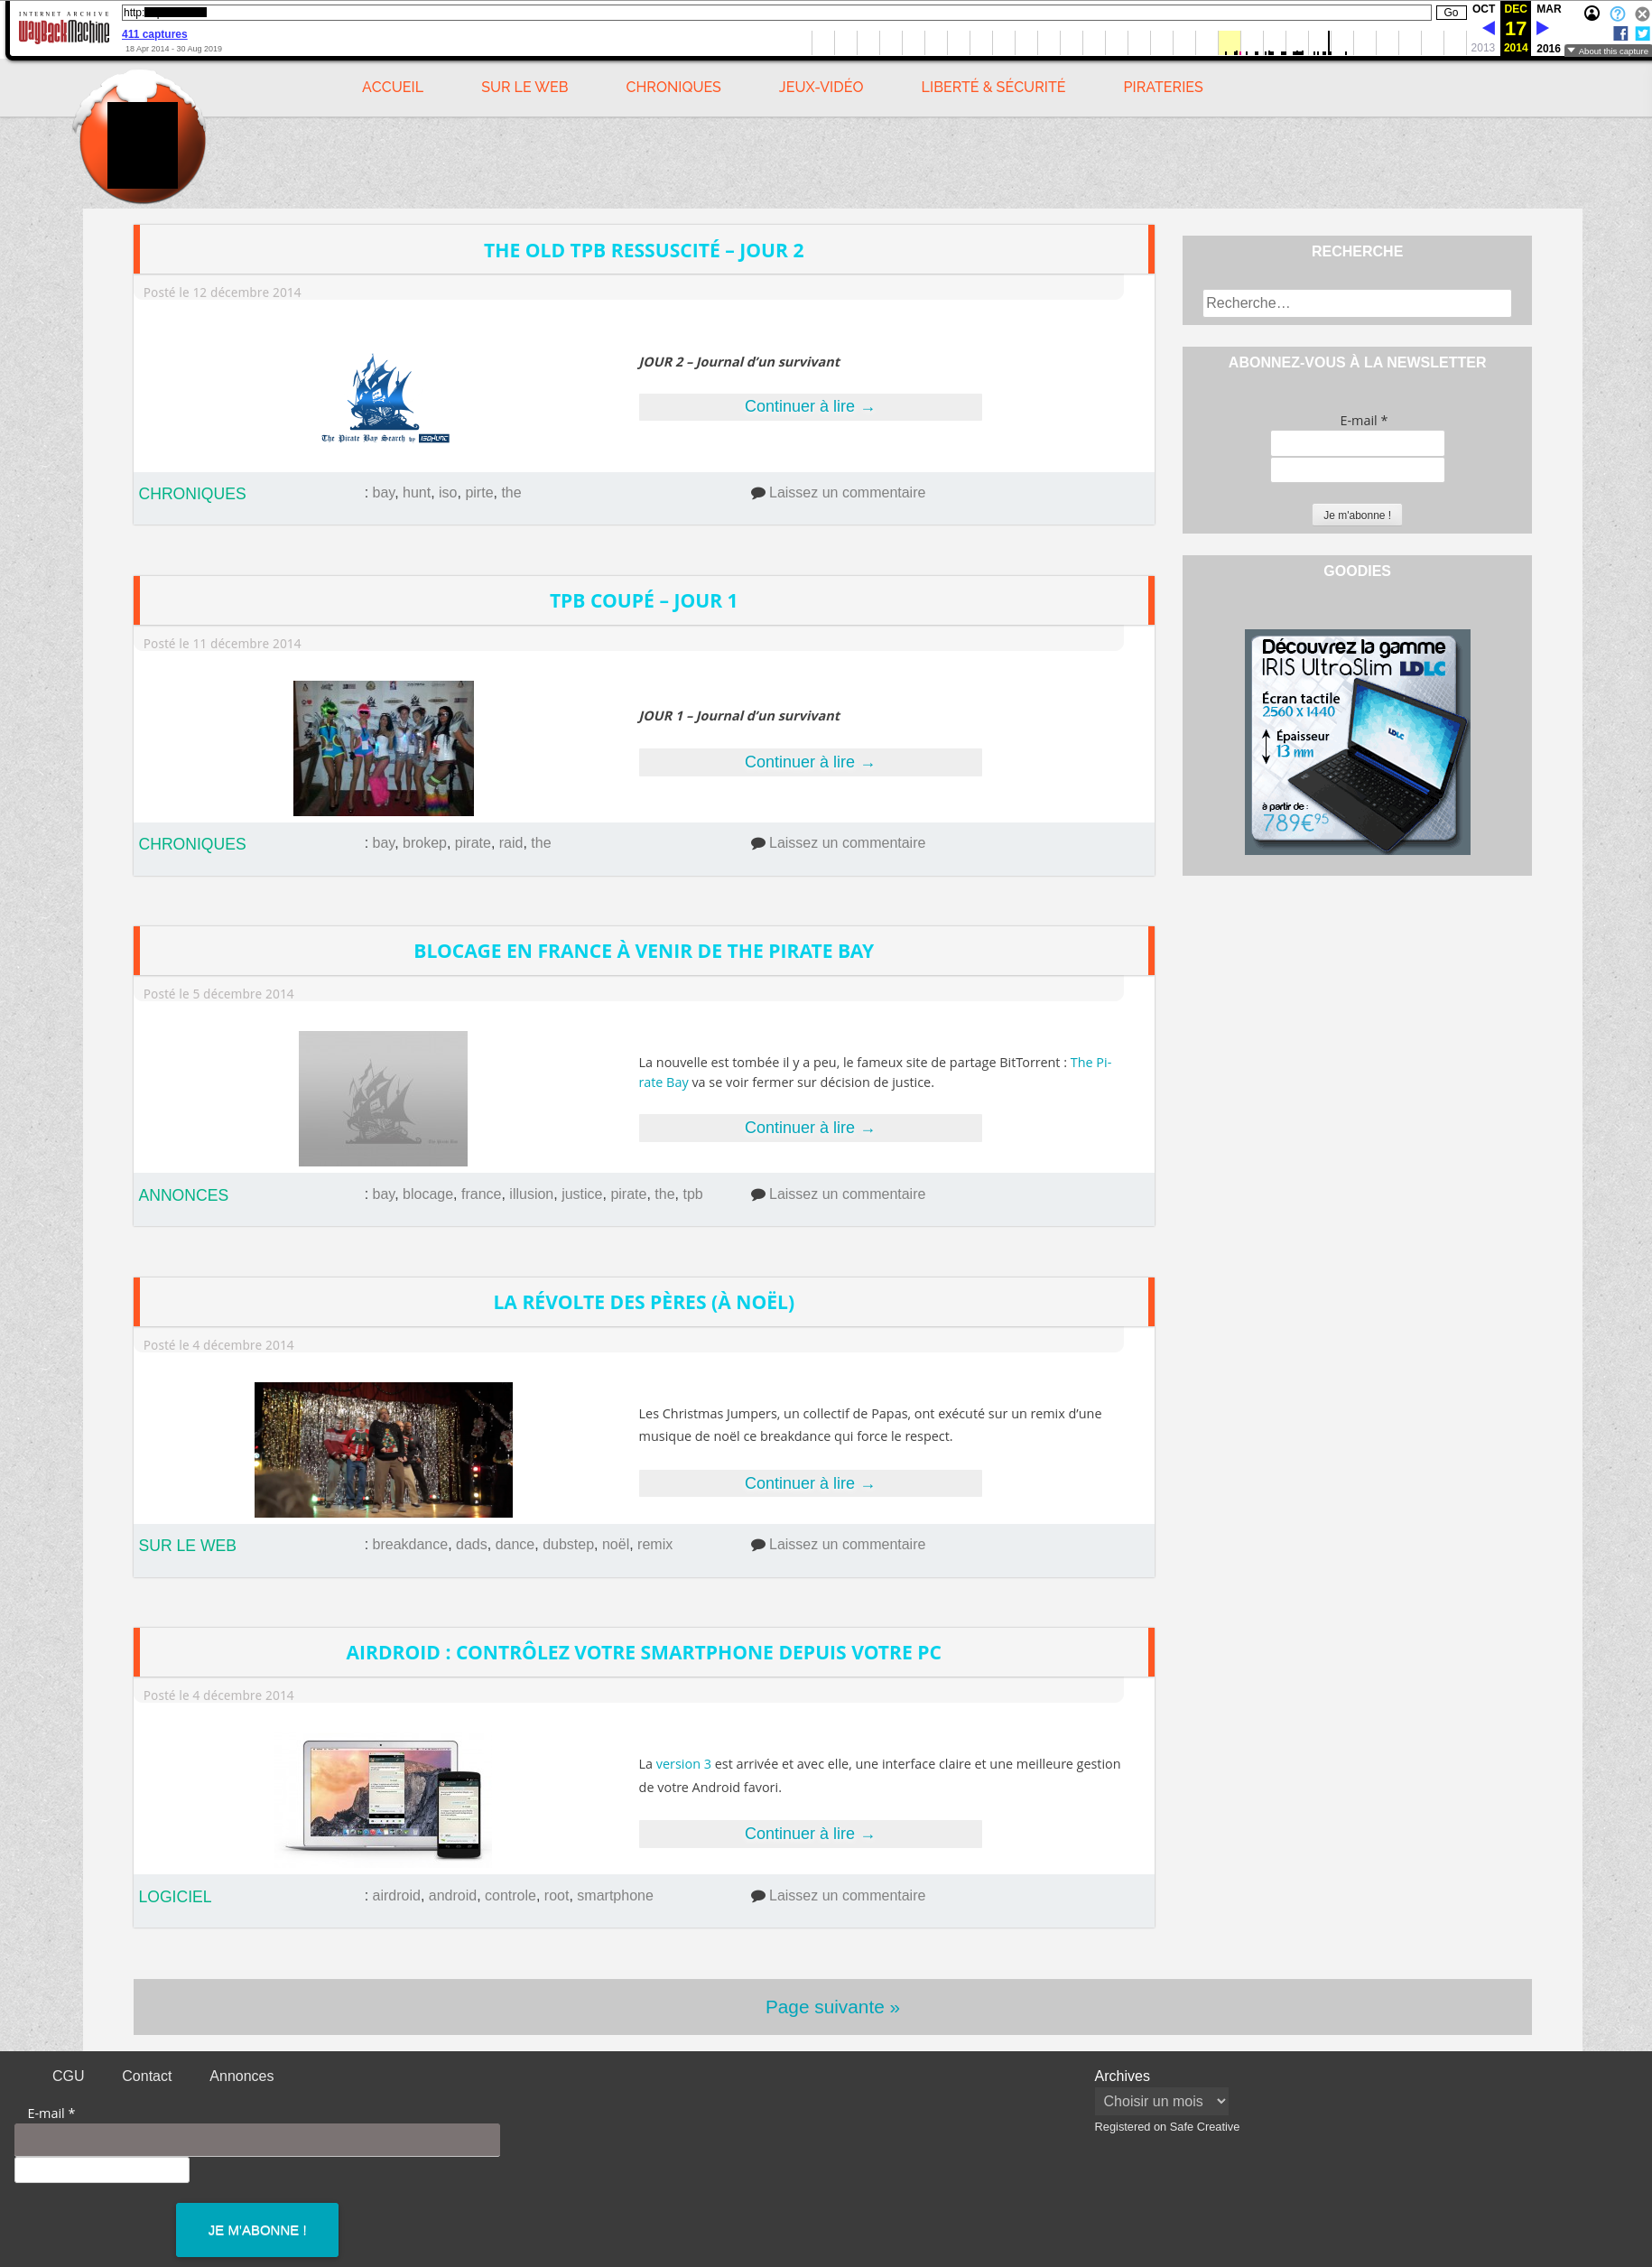 INTERNET ARCHIVE
WayBackMachine
http:
Go
411 captures
18 Apr 2014 - 30 Aug 2019
OCT
DEC
MAR
17
2013
2014
2016
About this capture
ACCUEIL
SUR LE WEB
CHRONIQUES
JEUX-VIDÉO
LIBERTÉ & SÉCURITÉ
PIRATERIES
THE OLD TPB RESSUSCITÉ – JOUR 2
Posté le 12 décembre 2014
The Pirate Bay Search by isoHunt
JOUR 2 – Journal d’un survivant
Continuer à lire →
CHRONIQUES
: bay, hunt, iso, pirte, the
Laissez un commentaire
TPB COUPÉ – JOUR 1
Posté le 11 décembre 2014
JOUR 1 – Journal d’un survivant
Continuer à lire →
CHRONIQUES
: bay, brokep, pirate, raid, the
Laissez un commentaire
BLOCAGE EN FRANCE À VENIR DE THE PIRATE BAY
Posté le 5 décembre 2014
La nouvelle est tombée il y a peu, le fameux site de partage BitTorrent : The Pi-
rate Bay va se voir fermer sur décision de justice.
Continuer à lire →
ANNONCES
: bay, blocage, france, illusion, justice, pirate, the, tpb
Laissez un commentaire
LA RÉVOLTE DES PÈRES (À NOËL)
Posté le 4 décembre 2014
Les Christmas Jumpers, un collectif de Papas, ont exécuté sur un remix d’une
musique de noël ce breakdance qui force le respect.
Continuer à lire →
SUR LE WEB
: breakdance, dads, dance, dubstep, noël, remix
Laissez un commentaire
AIRDROID : CONTRÔLEZ VOTRE SMARTPHONE DEPUIS VOTRE PC
Posté le 4 décembre 2014
La version 3 est arrivée et avec elle, une interface claire et une meilleure gestion
de votre Android favori.
Continuer à lire →
LOGICIEL
: airdroid, android, controle, root, smartphone
Laissez un commentaire
RECHERCHE
Recherche…
ABONNEZ-VOUS À LA NEWSLETTER
E-mail *
Je m'abonne !
GOODIES
Découvrez la gamme
IRIS UltraSlim LDLC
Écran tactile
2560 x 1440
Épaisseur
13 mm
LDLC
à partir de :
789€95
Page suivante »
CGU
Contact
Annonces
E-mail *
JE M'ABONNE !
Archives
Choisir un mois
Registered on Safe Creative